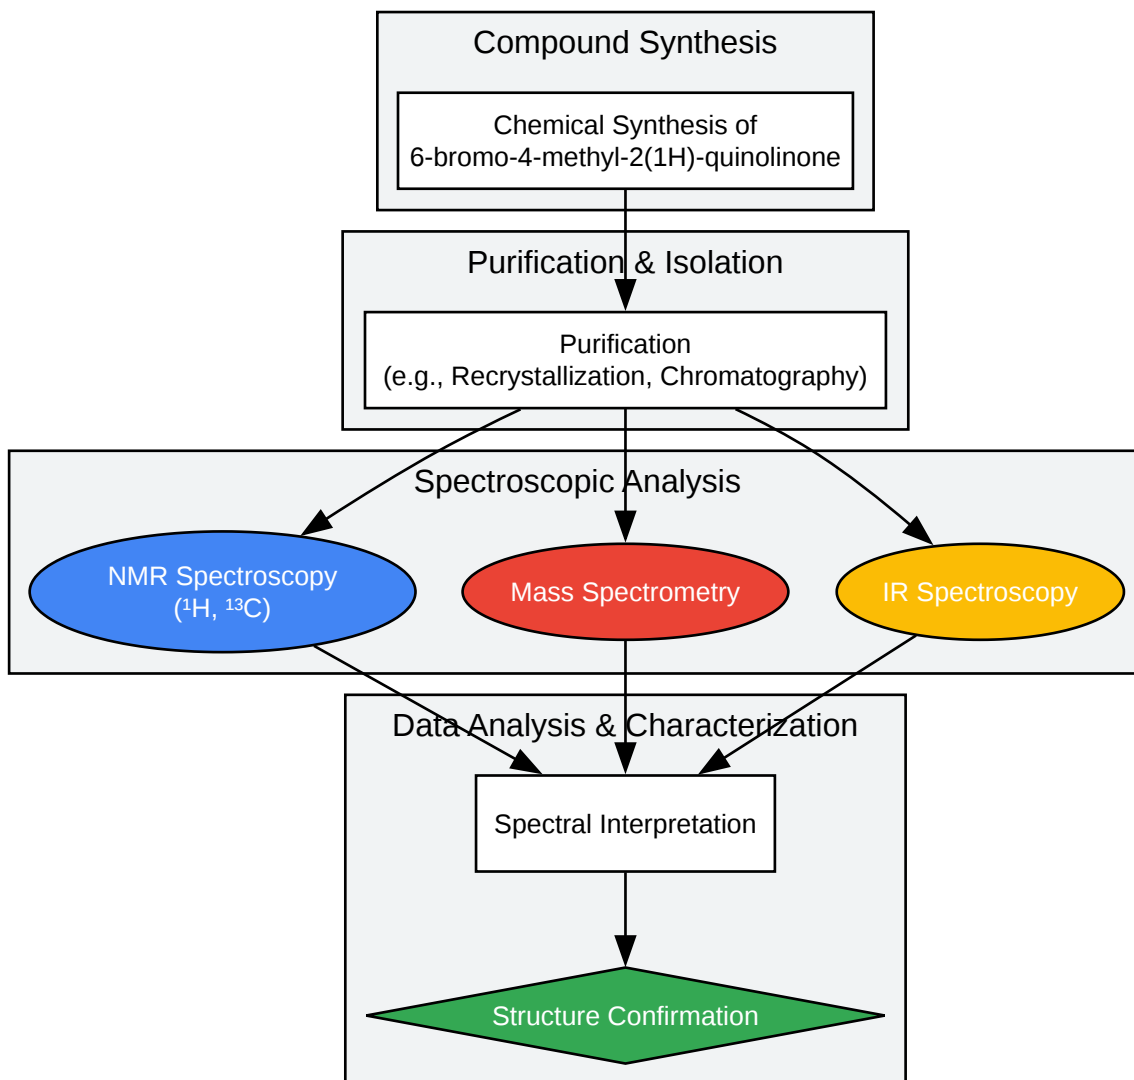 Compound Synthesis
Chemical Synthesis of
6-bromo-4-methyl-2(1H)-quinolinone
Purification & Isolation
Purification
(e.g., Recrystallization, Chromatography)
Spectroscopic Analysis
NMR Spectroscopy
(¹H, ¹³C)
Mass Spectrometry
IR Spectroscopy
Data Analysis & Characterization
Spectral Interpretation
Structure Confirmation